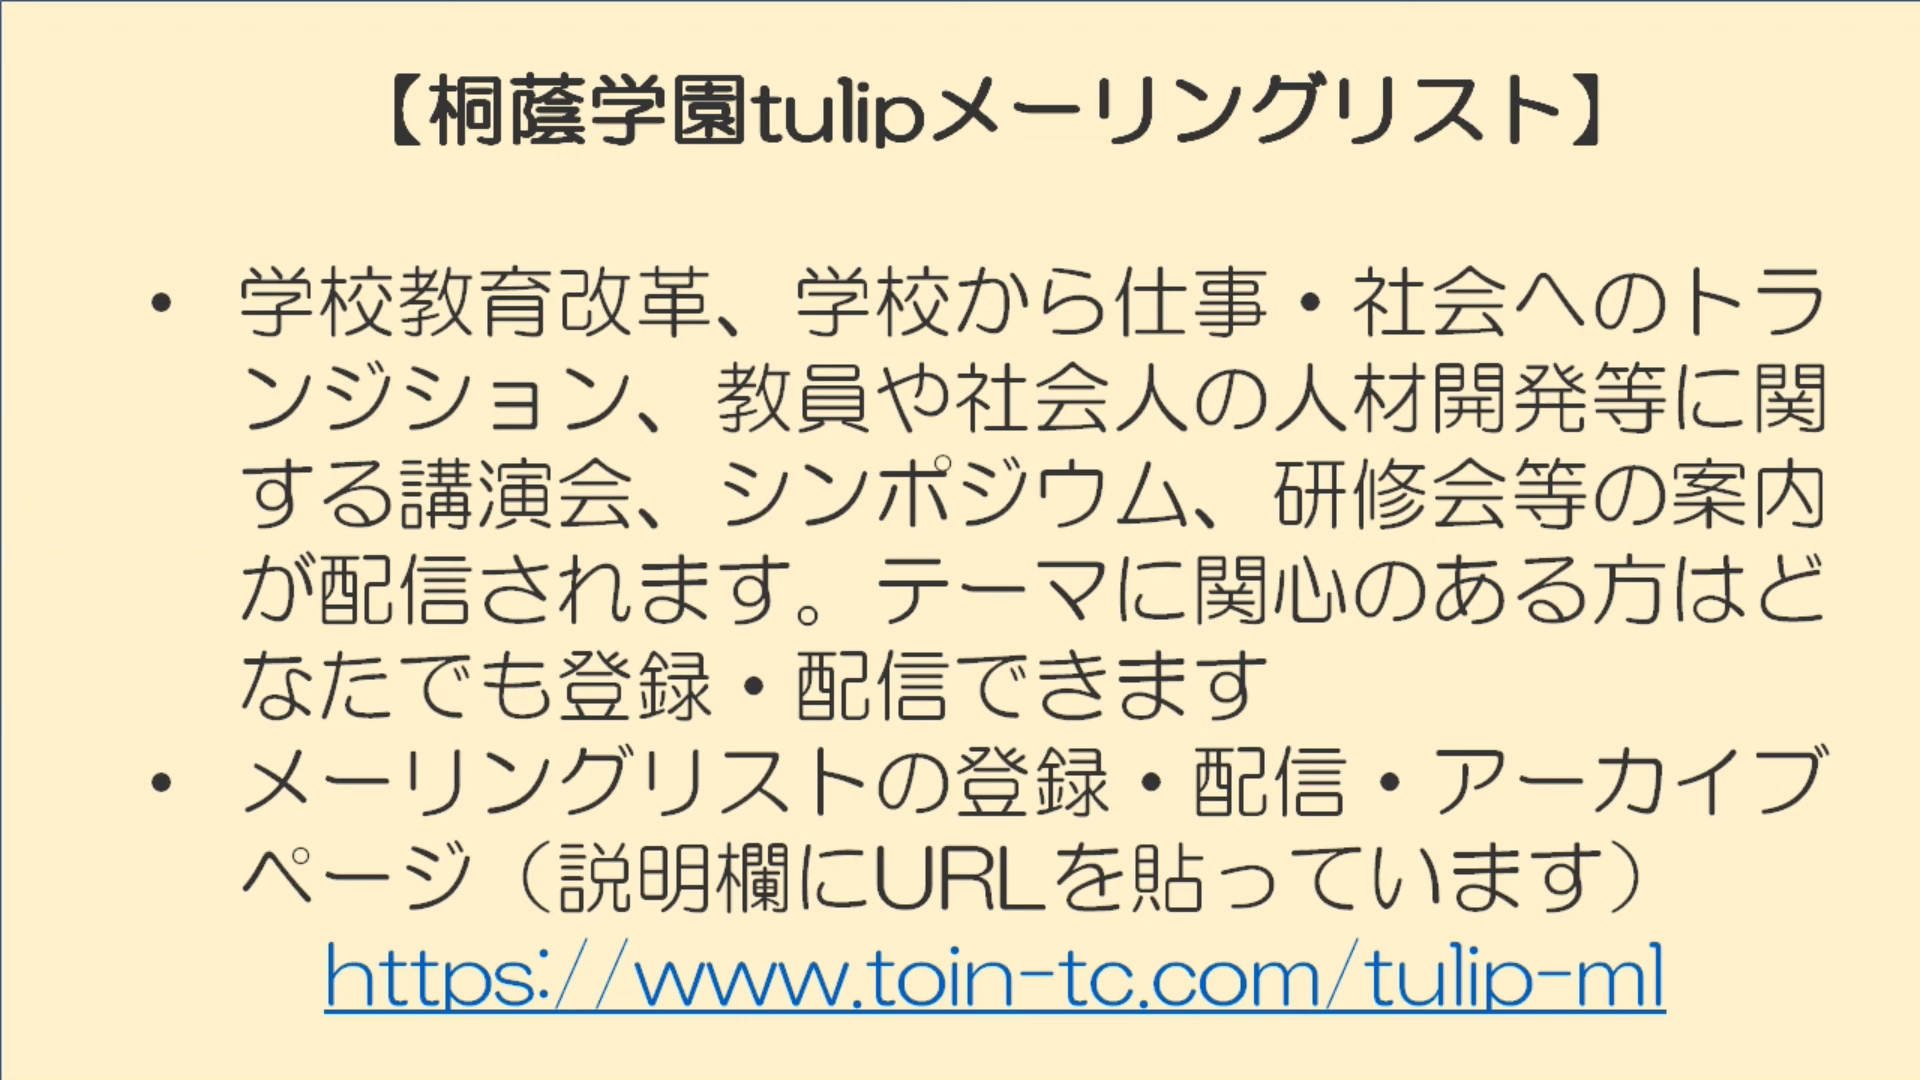 【桐蔭学園tulipメーリングリスト】
• 学校教育改革、学校から仕事・社会へのトラ
ンジション、教員や社会人の人材開発等に関
する講演会、シンポジウム、研修会等の案内
が配信されます。テーマに関心のある方はど
なたでも登録・配信できます
• メーリングリストの登録・配信・アーカイブ
ページ（説明欄にURLを貼っています）
https://www.toin-tc.com/tulip-ml